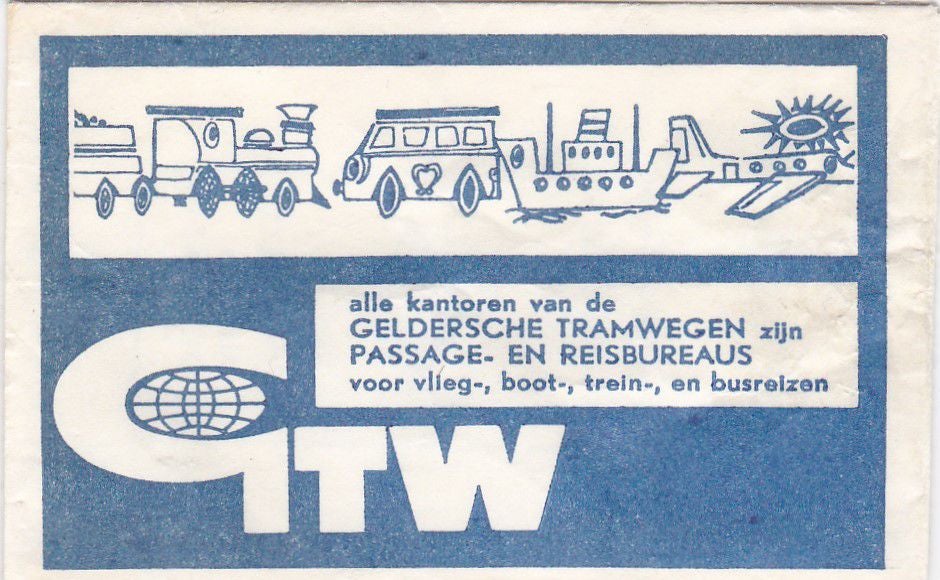 alle kantoren van de
GELDERSCHE TRAMWEGEN zijn
PASSAGE- EN REISBUREAUS
voor vlieg-, boot-, trein-, en busreizen
GTW